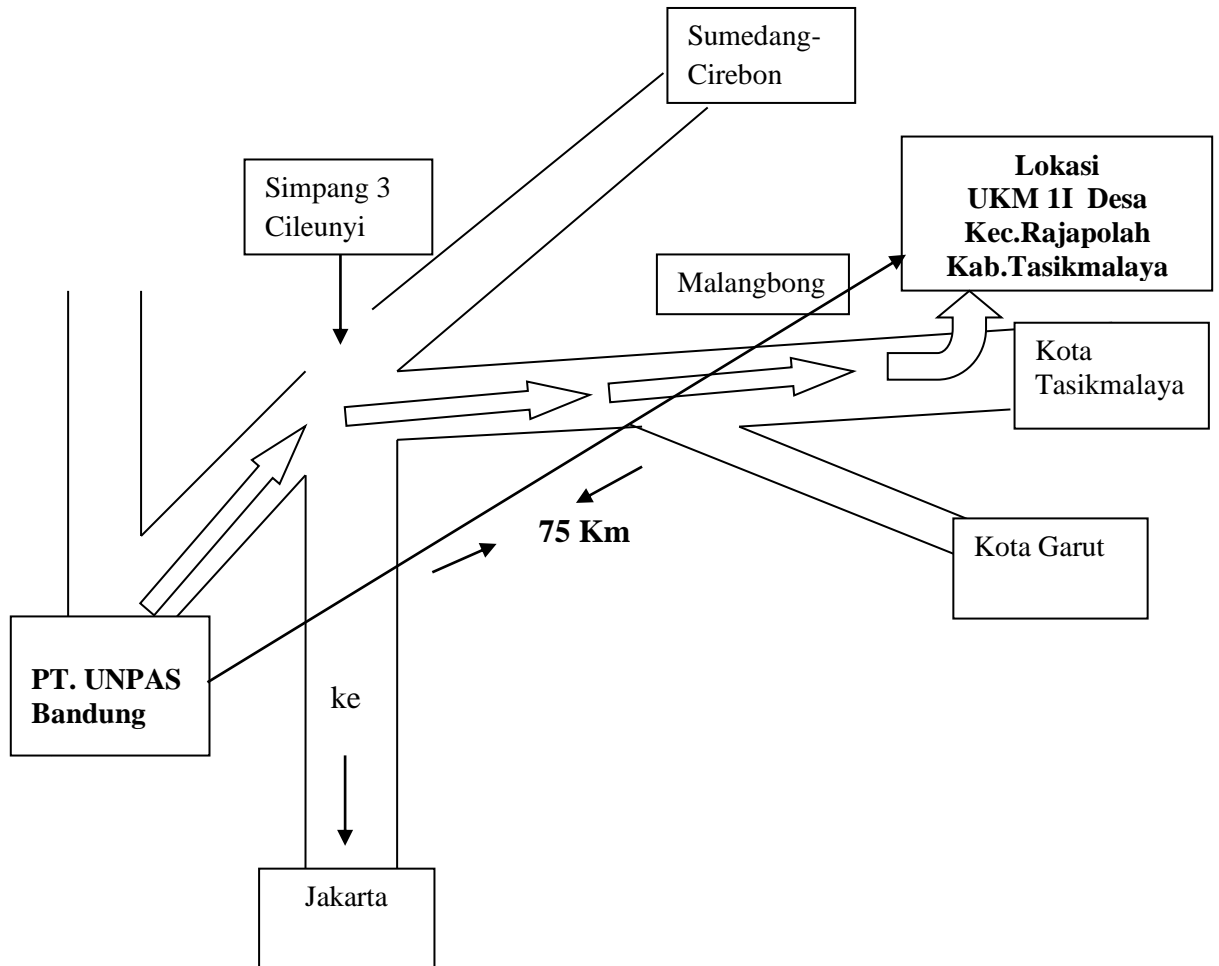 Sumedang-
Cirebon
Simpang 3
Cileunyi
Lokasi
UKM 1I Desa
Kec.Rajapolah
Kab.Tasikmalaya
Malangbong
Kota
Tasikmalaya
75 Km
Kota Garut
PT. UNPAS
Bandung
ke
Jakarta